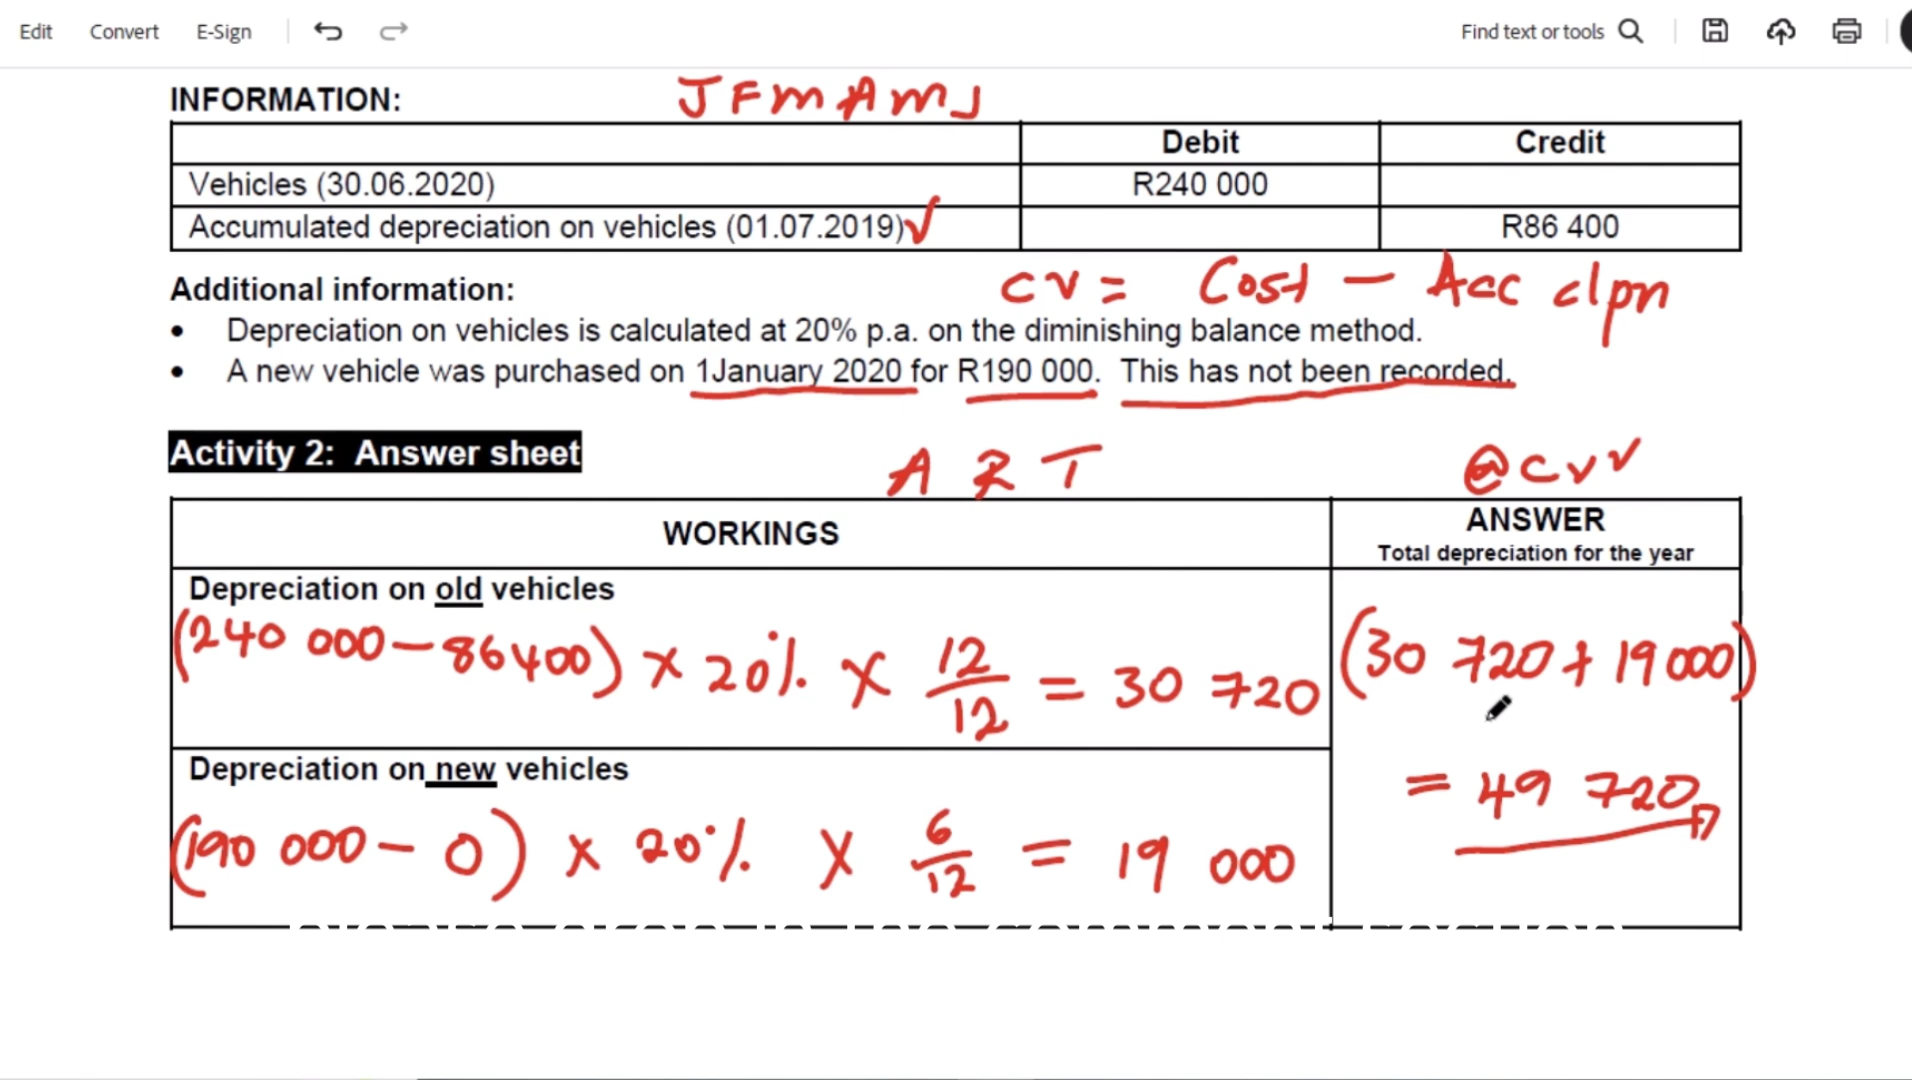 Edit Convert E-Sign Find text or tools
INFORMATION: J F m A m J
Debit Credit
Vehicles (30.06.2020) R240 000
Accumulated depreciation on vehicles (01.07.2019) ✓ R86 400
Additional information: CV = Cost - Acc dpn
• Depreciation on vehicles is calculated at 20% p.a. on the diminishing balance method.
• A new vehicle was purchased on 1January 2020 for R190 000. This has not been recorded.
Activity 2: Answer sheet A R T @ CV ✓
WORKINGS ANSWER
Total depreciation for the year
Depreciation on old vehicles
(240 000 - 86400) x 20% x 12/12 = 30 720 (30 720 + 19 000)
Depreciation on new vehicles = 49 720
(190 000 - 0) x 20% x 6/12 = 19 000